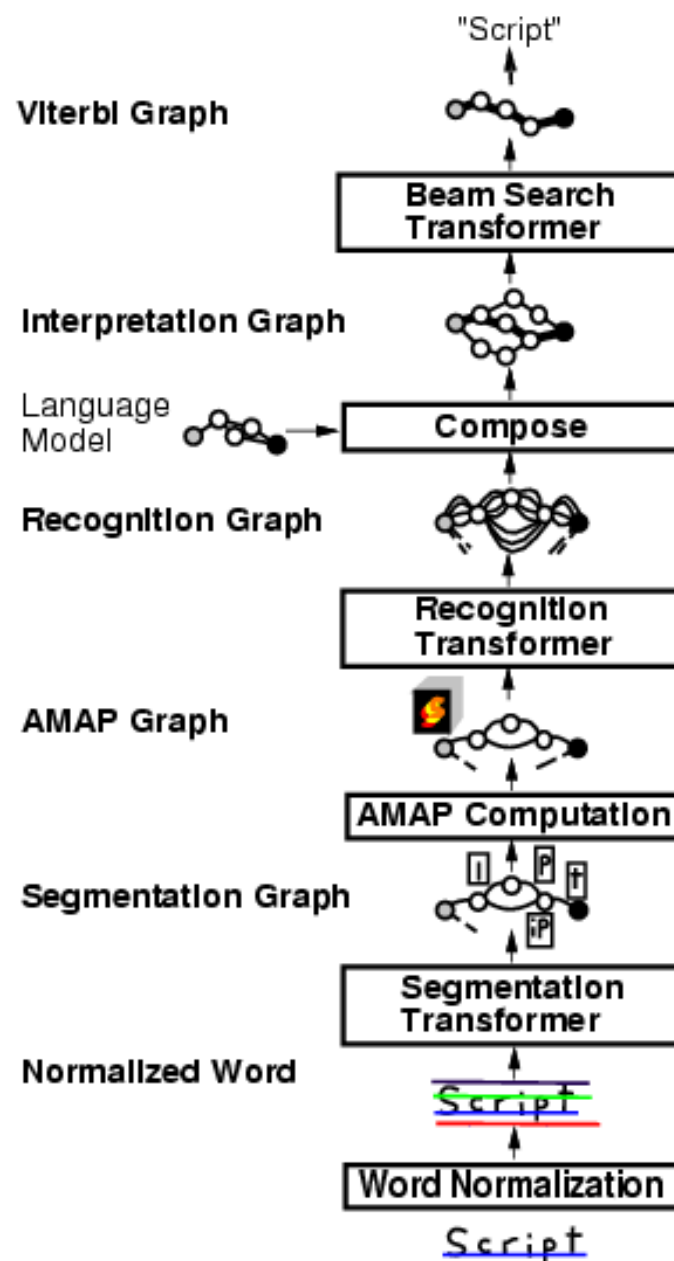 "Script"
Viterbi Graph
Beam Search
Transformer
Interpretation Graph
Language
Model
Compose
Recognition Graph
Recognition
Transformer
AMAP Graph
AMAP Computation
i
p
t
Segmentation Graph
ip
Segmentation
Transformer
Normalized Word
Script
Word Normalization
Script